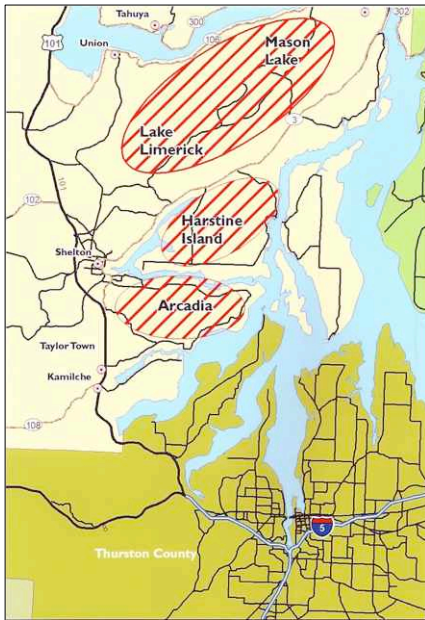 Tahuya
300
302
101
Union
106
Mason
Lake
Lake
Limerick
3
102
101
Harstine
Island
Shelton
Arcadia
Taylor Town
Kamilche
108
5
Thurston County